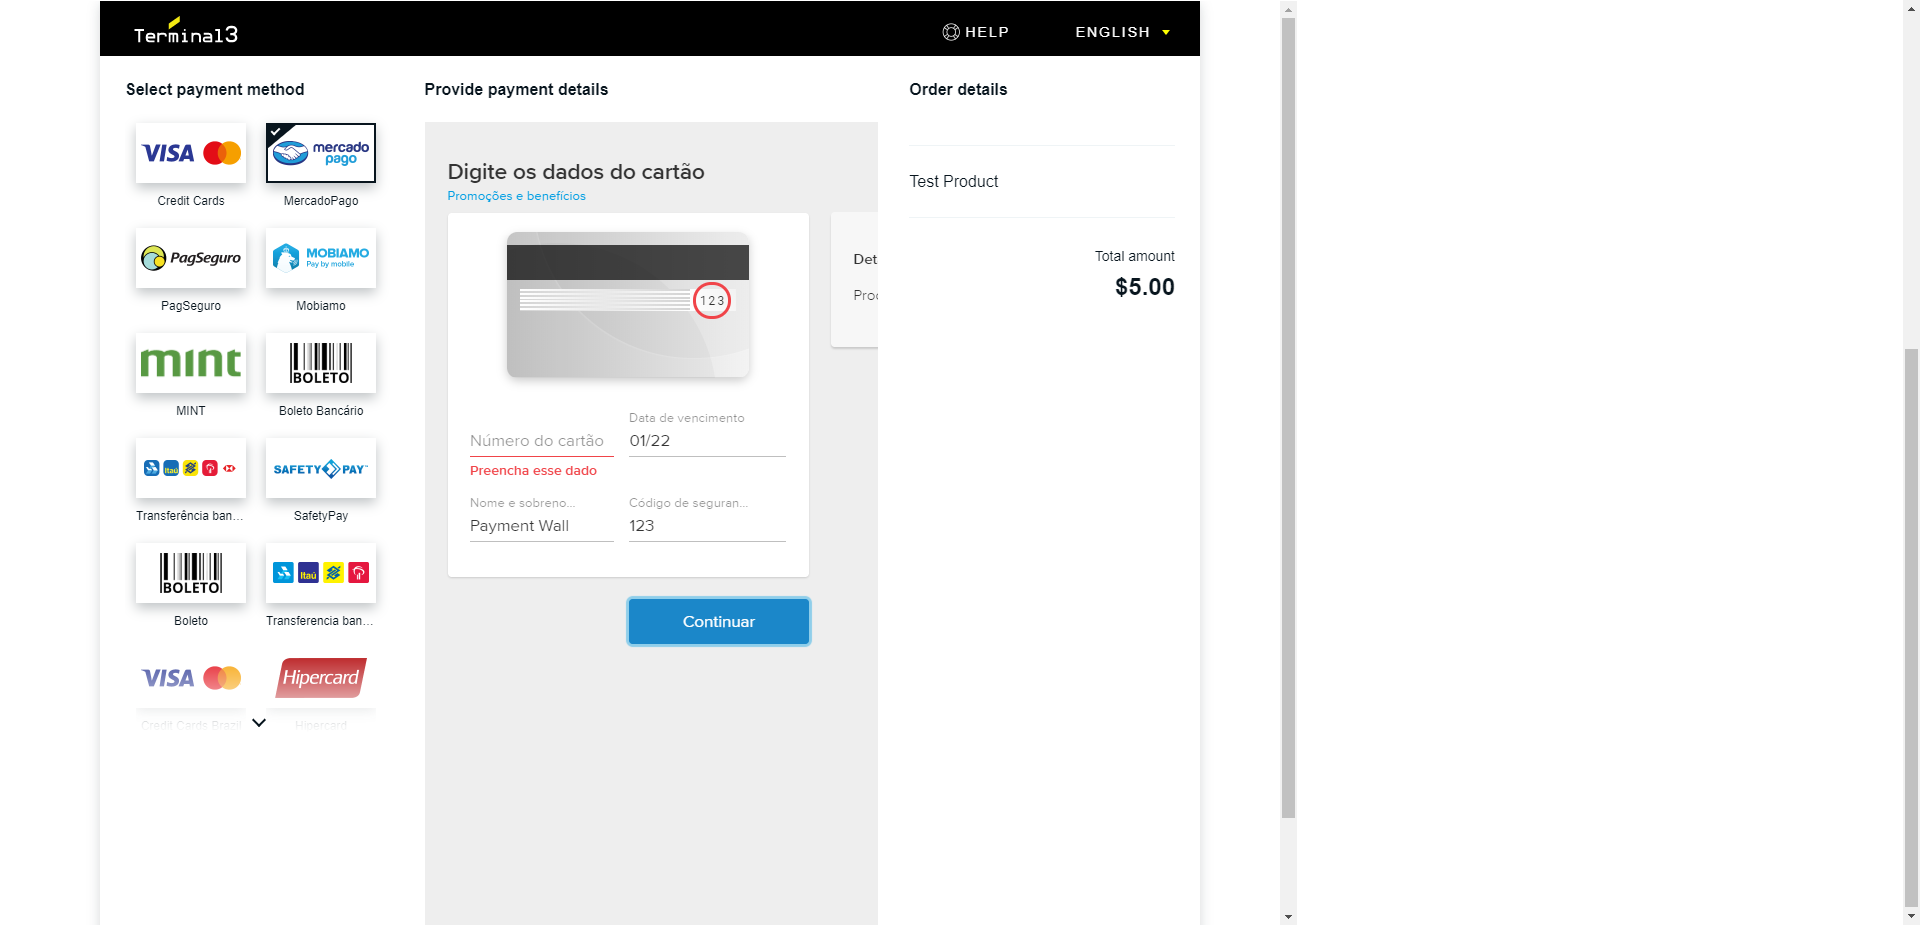 Terminal3
HELP
ENGLISH
Select payment method
VISA
mercado
pago
Credit Cards
MercadoPago
PagSeguro
MOBIAMO
Pay by mobile
PagSeguro
Mobiamo
mint
BOLETO
MINT
Boleto Bancário
Itaú
SAFETYPAY™
Transferência ban...
SafetyPay
BOLETO
Itaú
Boleto
Transferencia ban...
VISA
Hipercard
Credit Cards Brazil
Hipercard
Provide payment details
Digite os dados do cartão
Promoções e benefícios
123
Det
Proc
Data de vencimento
Número do cartão
01/22
Preencha esse dado
Nome e sobreno...
Código de seguran...
Payment Wall
123
Continuar
Order details
Test Product
Total amount
$5.00